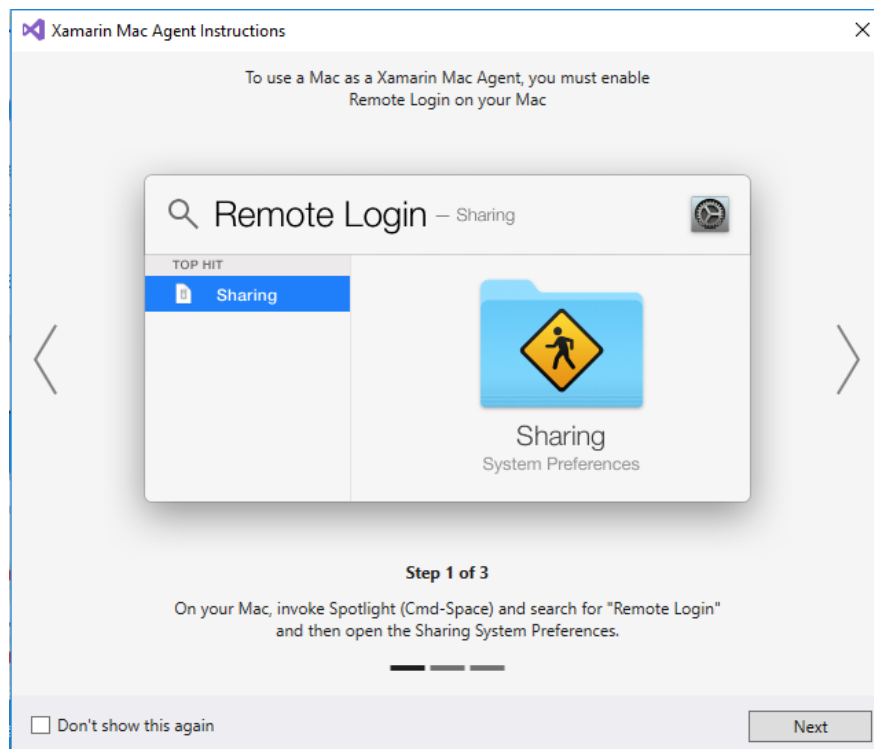 Xamarin Mac Agent Instructions
To use a Mac as a Xamarin Mac Agent, you must enable
Remote Login on your Mac
Remote Login – Sharing
TOP HIT
Sharing
Sharing
System Preferences
Step 1 of 3
On your Mac, invoke Spotlight (Cmd-Space) and search for "Remote Login"
and then open the Sharing System Preferences.
Don't show this again
Next